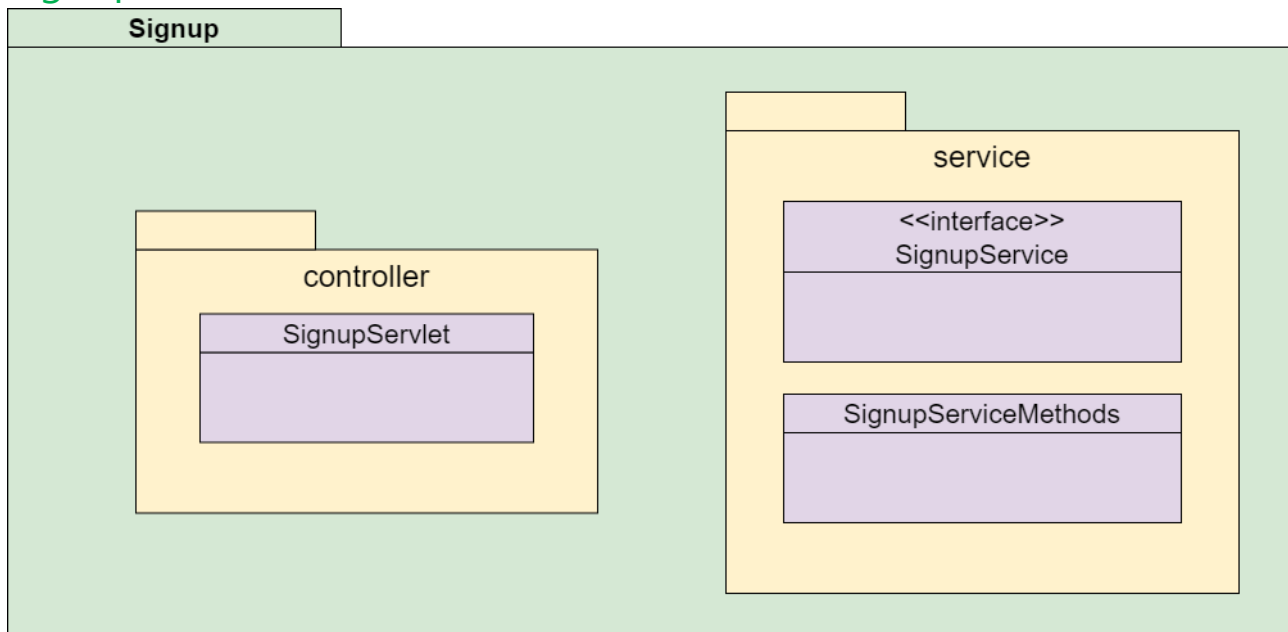 Signup
controller
SignupServlet
service
<<interface>>
SignupService
SignupServiceMethods